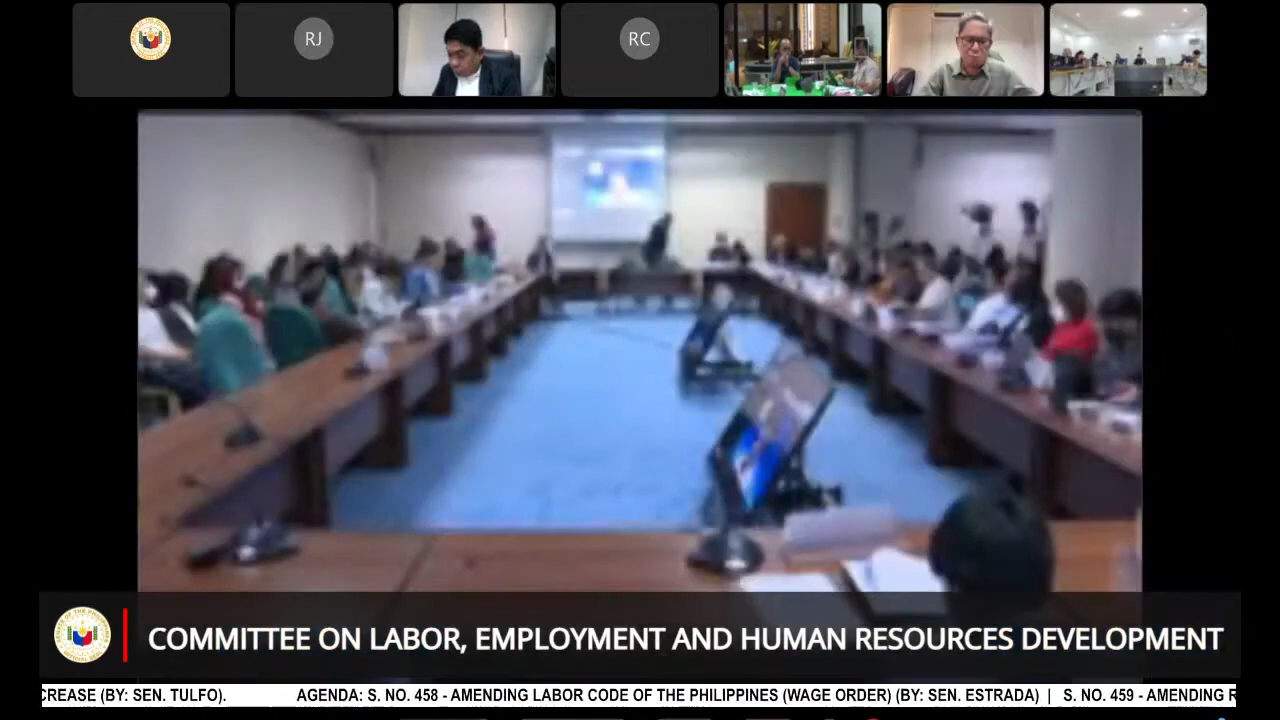 RJ
RC
COMMITTEE ON LABOR, EMPLOYMENT AND HUMAN RESOURCES DEVELOPMENT
CREASE (BY: SEN. TULFO). AGENDA: S. NO. 458 - AMENDING LABOR CODE OF THE PHILIPPINES (WAGE ORDER) (BY: SEN. ESTRADA) | S. NO. 459 - AMENDING